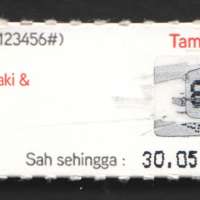 123456#) Tam
aki &
Sah sehingga : 30.05